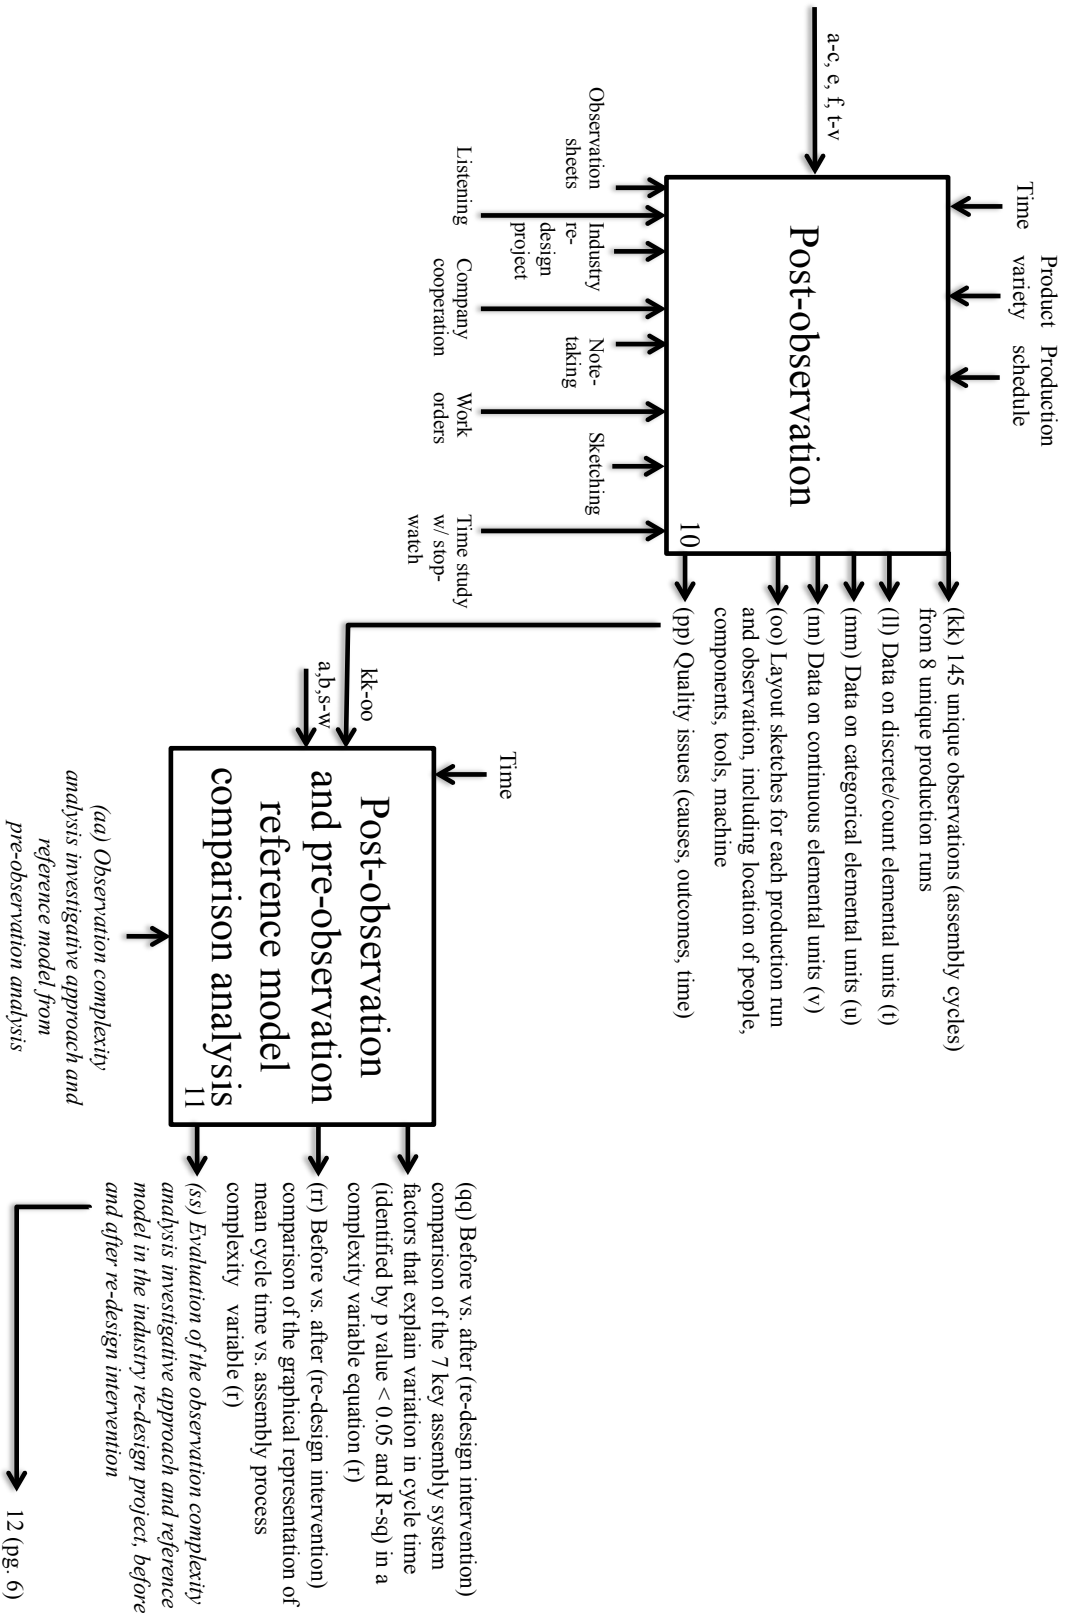 a-c, e, f, t-v
Time
Product
variety
Production
schedule
Post-observation
10
Observation
sheets
Listening
Industry
re-
design
project
Company
cooperation
Note-
taking
Work
orders
Sketching
Time study
w/ stop-
watch
(kk) 145 unique observations (assembly cycles)
from 8 unique production runs
(ll) Data on discrete/count elemental units (t)
(mm) Data on categorical elemental units (u)
(nn) Data on continuous elemental units (v)
(oo) Layout sketches for each production run
and observation, including location of people,
components, tools, machine
(pp) Quality issues (causes, outcomes, time)
kk-oo
a,b,s-w
Time
Post-observation
and pre-observation
reference model
comparison analysis
11
(aa) Observation complexity
analysis investigative approach and
reference model from
pre-observation analysis
(qq) Before vs. after (re-design intervention)
comparison of the 7 key assembly system
factors that explain variation in cycle time
(identified by p value < 0.05 and R-sq) in a
complexity variable equation (r)
(rr) Before vs. after (re-design intervention)
comparison of the graphical representation of
mean cycle time vs. assembly process
complexity variable (r)
(ss) Evaluation of the observation complexity
analysis investigative approach and reference
model in the industry re-design project, before
and after re-design intervention
12 (pg. 6)